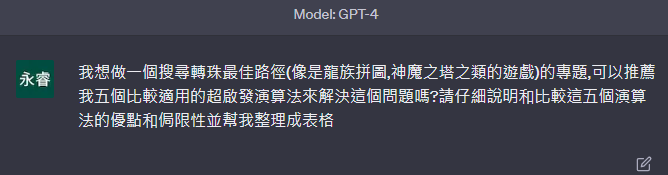 Model: GPT-4
永睿
我想做一個搜尋轉珠最佳路徑(像是龍族拼圖,神魔之塔之類的遊戲)的專題,可以推薦
我五個比較適用的超啟發演算法來解決這個問題嗎?請仔細說明和比較這五個演算
法的優點和侷限性並幫我整理成表格